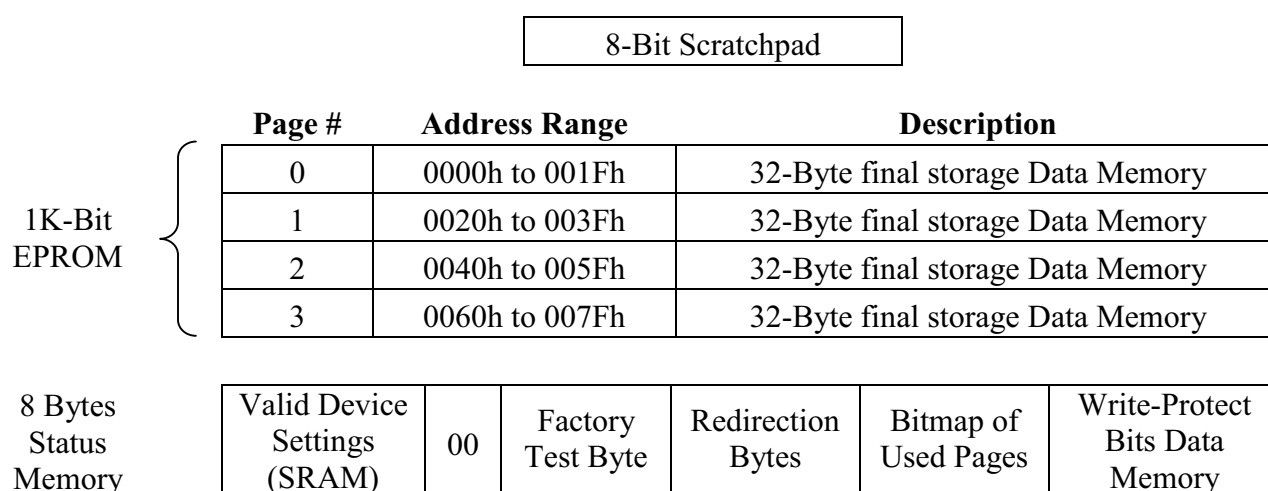 8-Bit Scratchpad
Page # Address Range Description
1K-Bit EPROM
0 0000h to 001Fh 32-Byte final storage Data Memory
1 0020h to 003Fh 32-Byte final storage Data Memory
2 0040h to 005Fh 32-Byte final storage Data Memory
3 0060h to 007Fh 32-Byte final storage Data Memory
8 Bytes
Status
Memory
Valid Device
Settings
(SRAM)
00
Factory
Test Byte
Redirection
Bytes
Bitmap of
Used Pages
Write-Protect
Bits Data
Memory